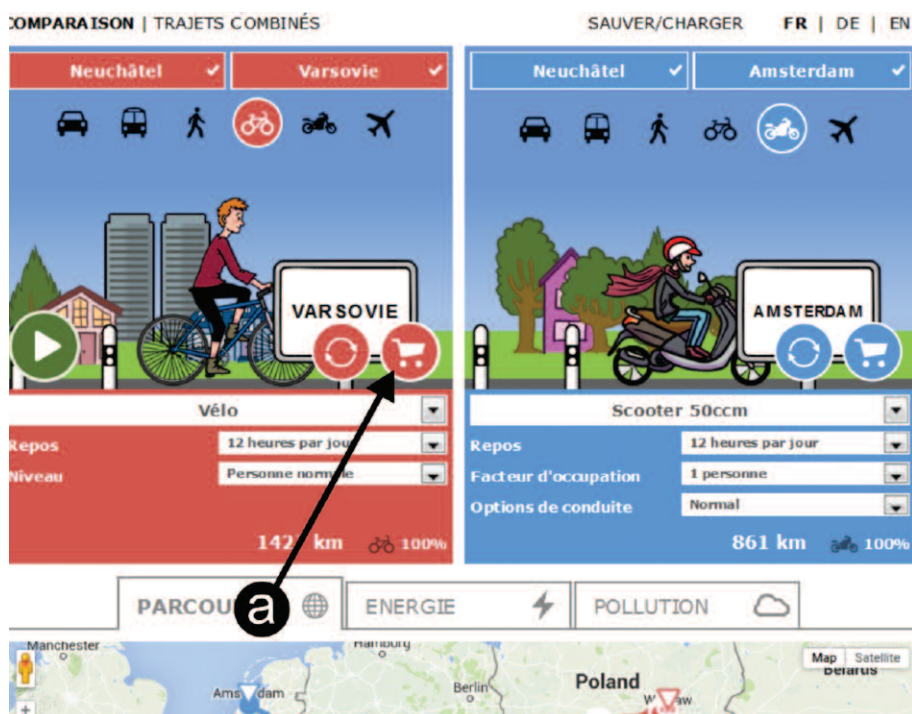 COMPARAISON | TRAJETS COMBINÉS SAUVER/CHARGER FR | DE | EN
Neuchâtel Varsovie
Neuchâtel Amsterdam
VARSOVIE
AMSTERDAM
Vélo
Repos 12 heures par jour
Niveau Personne normale
km 100%
Scooter 50ccm
Repos 12 heures par jour
Facteur d'occupation 1 personne
Options de conduite Normal
861 km 100%
a
ENERGIE
POLLUTION
Manchester
Hamburg
Map Satellite
Berlin
Poland
Belarus
+